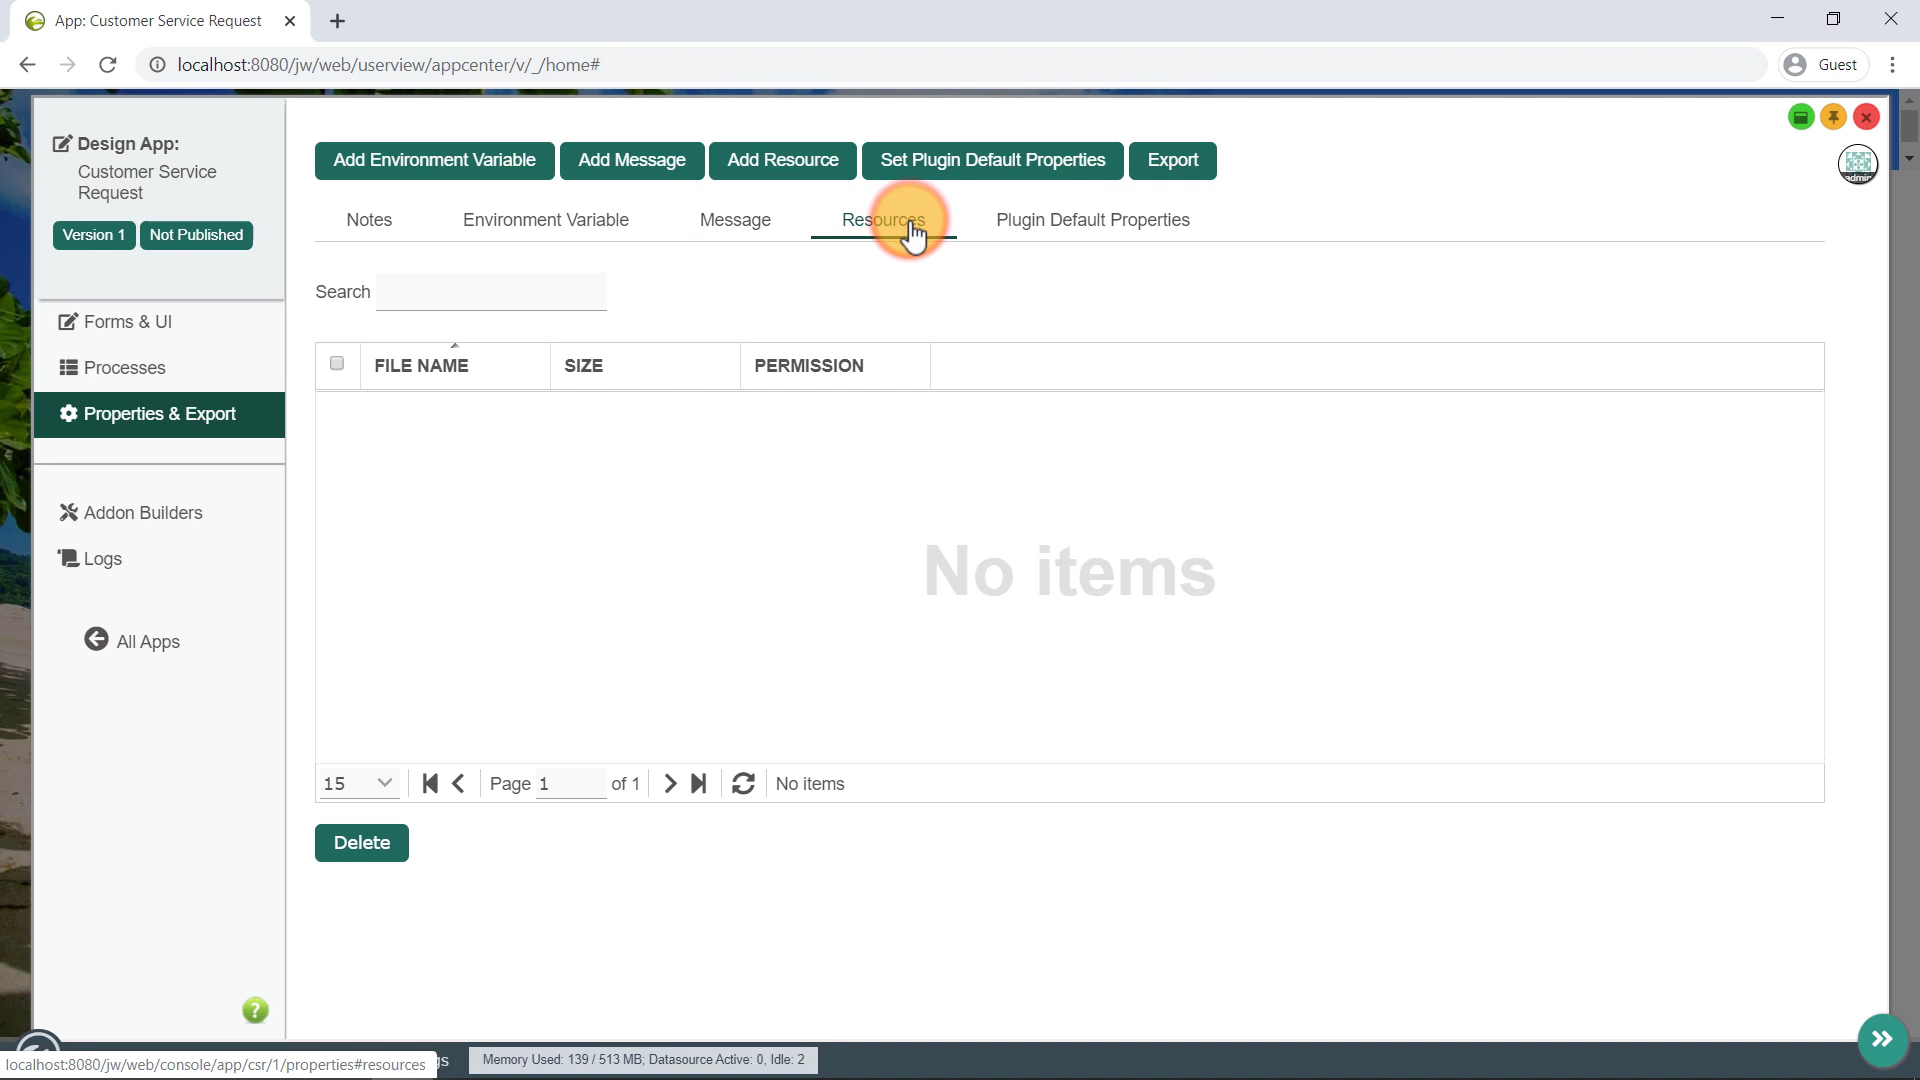 App: Customer Service Request
localhost:8080/jw/web/userview/appcenter/v/_/home#
Guest
Design App:
Customer Service
Request
Version 1
Not Published
Forms & UI
Processes
Properties & Export
Addon Builders
Logs
All Apps
?
Add Environment Variable
Add Message
Add Resource
Set Plugin Default Properties
Export
admin
Notes
Environment Variable
Message
Resources
Plugin Default Properties
Search
FILE NAME
SIZE
PERMISSION
No items
15
Page 1 of 1
No items
Delete
localhost:8080/jw/web/console/app/csr/1/properties#resources
gs
Memory Used: 139 / 513 MB; Datasource Active: 0, Idle: 2